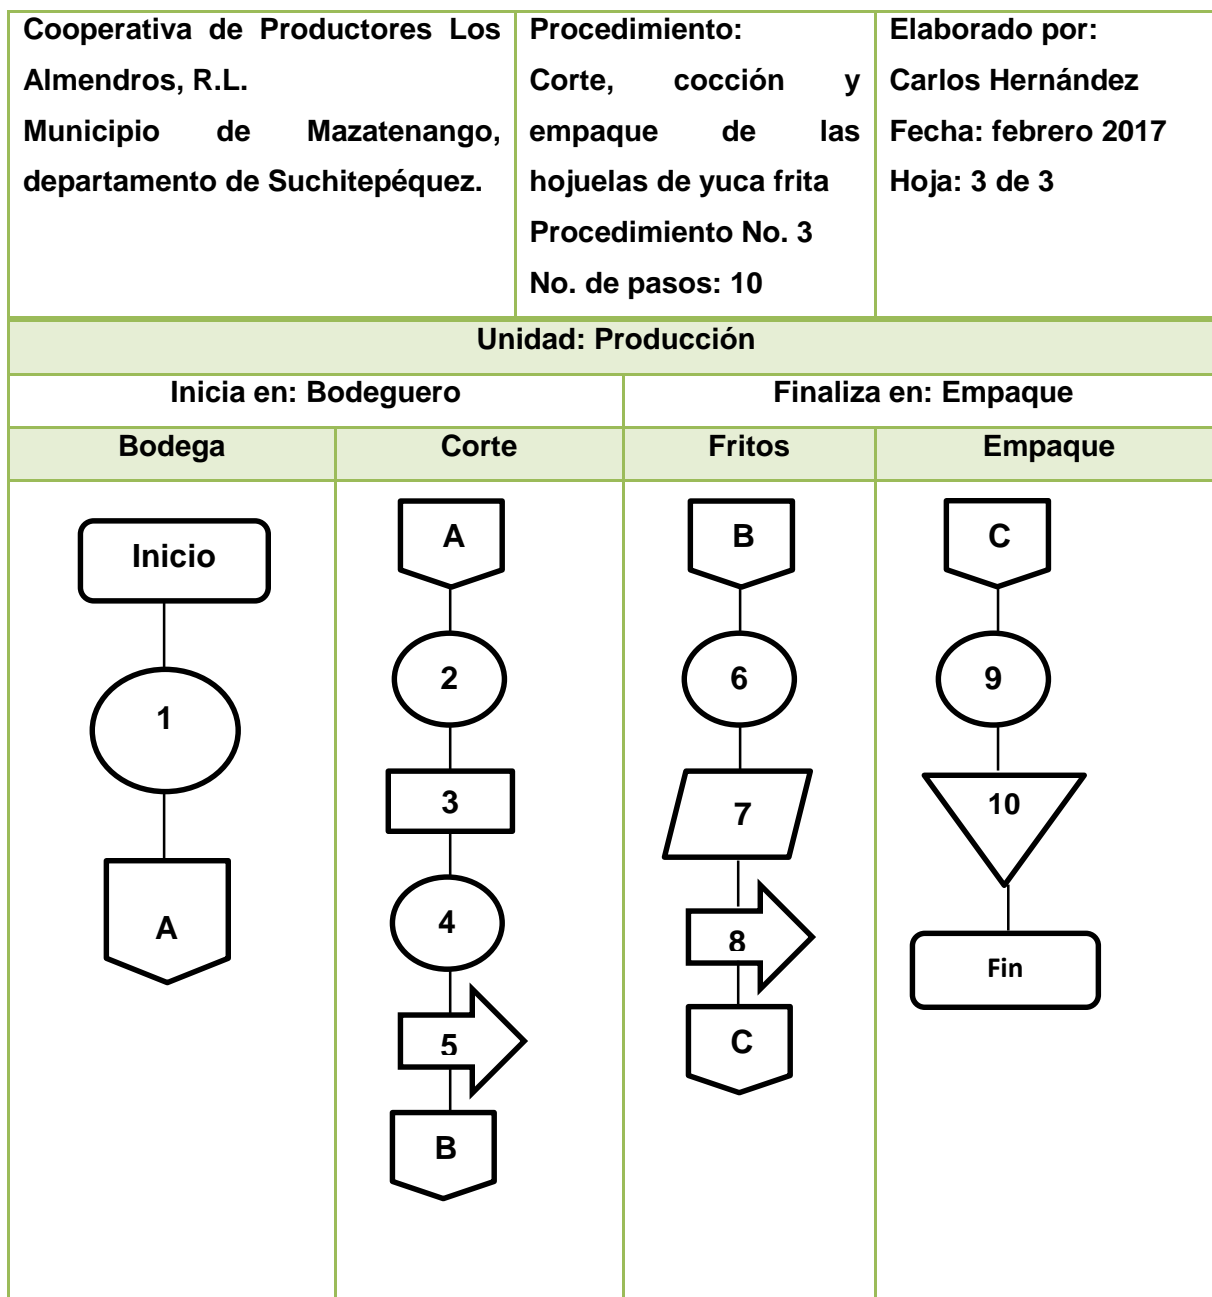 Cooperativa de Productores Los
Almendros, R.L.
Municipio de Mazatenango,
departamento de Suchitepéquez.
Procedimiento:
Corte, cocción y
empaque de las
hojuelas de yuca frita
Procedimiento No. 3
No. de pasos: 10
Elaborado por:
Carlos Hernández
Fecha: febrero 2017
Hoja: 3 de 3
Unidad: Producción
Inicia en: Bodeguero
Finaliza en: Empaque
Bodega
Corte
Fritos
Empaque
Inicio
1
A
A
2
3
4
5
B
B
6
7
8
C
C
9
10
Fin